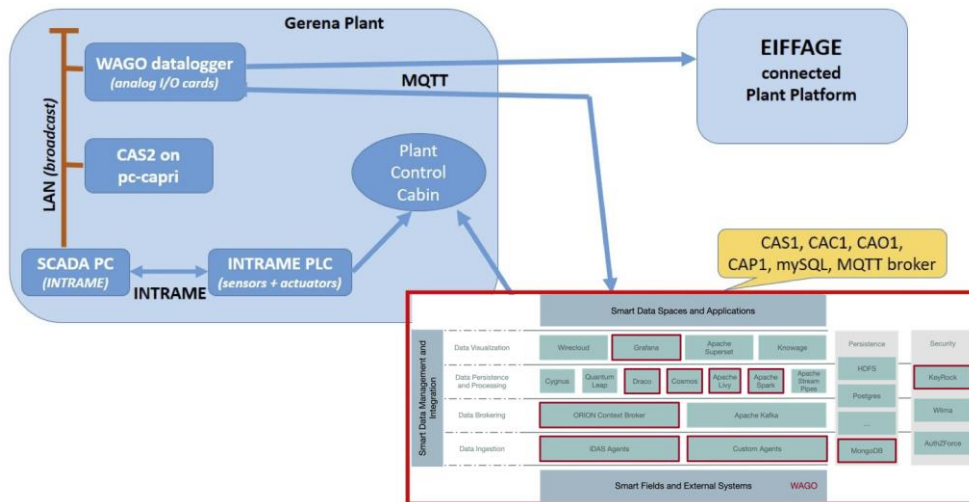 Gerena Plant
WAGO datalogger
(analog I/O cards)
MQTT
EIFFAGE
connected
Plant Platform
LAN (broadcast)
CAS2 on
pc-capri
Plant
Control
Cabin
SCADA PC
(INTRAME)
INTRAME
INTRAME PLC
(sensors + actuators)
CAS1, CAC1, CAO1,
CAP1, mySQL, MQTT broker
Smart Data Spaces and Applications
Smart Data Management and
Integration
Data Visualization
Wirecloud
Grafana
Apache
Superset
Knowage
Data Persistence
and Processing
Cygnus
Quantum
Leap
Draco
Cosmos
Apache
Livy
Apache
Spark
Apache
Stream
Pipes
Data Brokering
ORION Context Broker
Apache Kafka
Data Ingestion
IDAS Agents
Custom Agents
Persistence
HDFS
Postgres
...
MongoDB
Security
KeyRock
Wilma
AuthZForce
Smart Fields and External Systems
WAGO